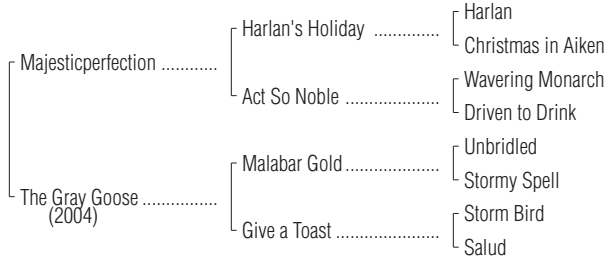 Harlan
Harlan's Holiday ..............
Christmas in Aiken
Majesticperfection ............
Wavering Monarch
Act So Noble .....................
Driven to Drink
Unbridled
Malabar Gold.....................
Stormy Spell
The Gray Goose ................
(2004)
Storm Bird
Give a Toast .......................
Salud